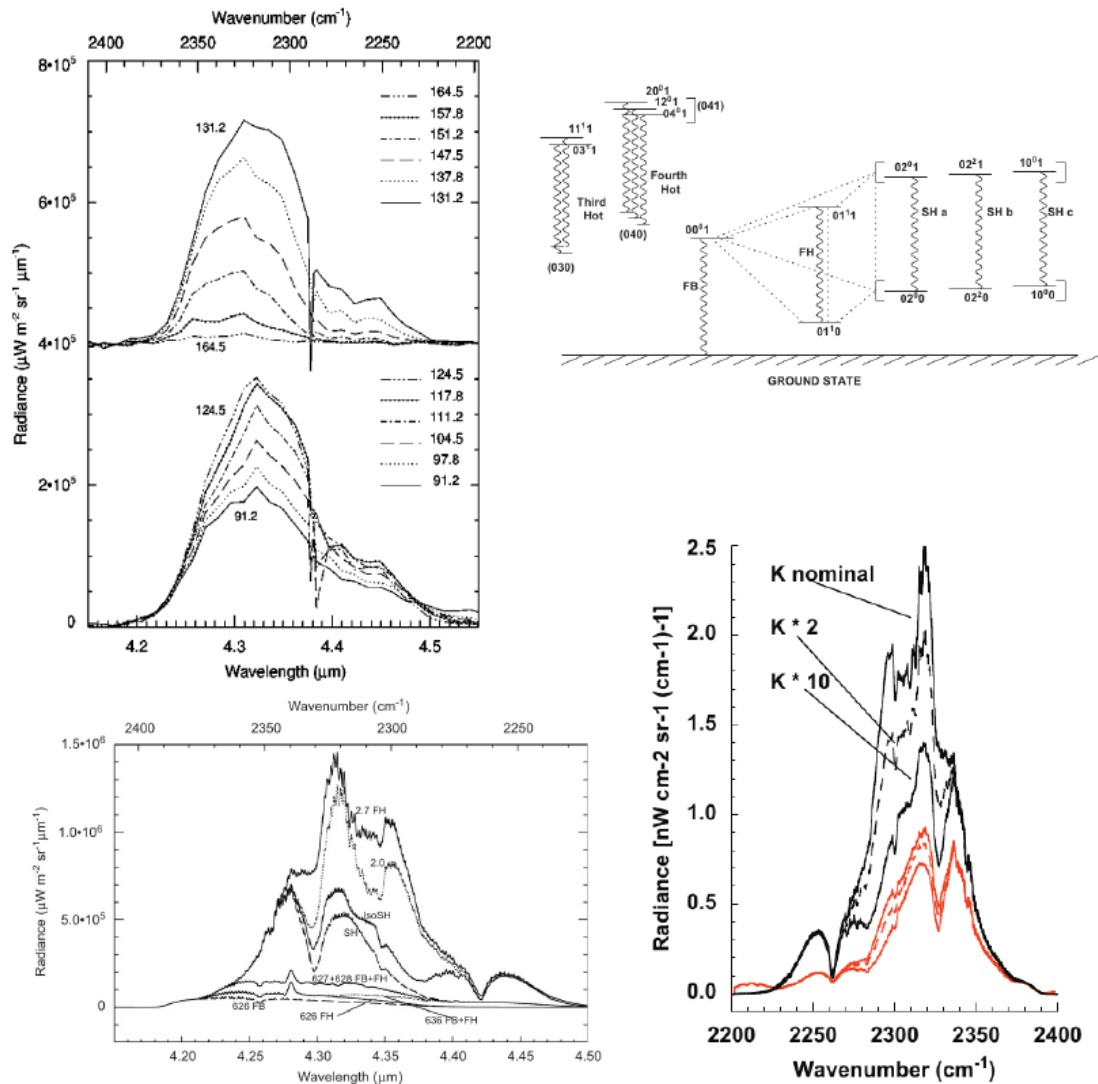 Wavenumber (cm⁻¹)
2400 2350 2300 2250 2200
8•10⁵
6•10⁵
4•10⁵
2•10⁵
0
Radiance (μW m⁻² sr⁻¹ μm⁻¹)
164.5
157.8
151.2
147.5
137.8
131.2
131.2
164.5
124.5
117.8
111.2
104.5
97.8
91.2
124.5
91.2
4.2 4.3 4.4 4.5
Wavelength (μm)
20⁰1
12⁰1
04⁰1
(041)
11¹1
03¹1
Third
Hot
Fourth
Hot
(030)
(040)
00⁰1
FB
01¹1
FH
01¹0
02⁰1 02²1 10⁰1
SH a SH b SH c
02⁰0 02²0 10⁰0
GROUND STATE
Wavenumber (cm⁻¹)
2400 2350 2300 2250
1.5•10⁶
1.0•10⁶
5.0•10⁵
0
Radiance (μW m⁻² sr⁻¹μm⁻¹)
2.7 FH
2.0
isoSH
SH
627+628 FB+FH
626 FB
626 FH
636 FB+FH
4.20 4.30 4.40 4.50
Wavelength (μm)
2.5
2.0
1.5
1.0
0.5
0.0
Radiance [nW cm-2 sr-1 (cm-1)-1]
K nominal
K * 2
K * 10
2200 2250 2300 2350 2400
Wavenumber (cm⁻¹)